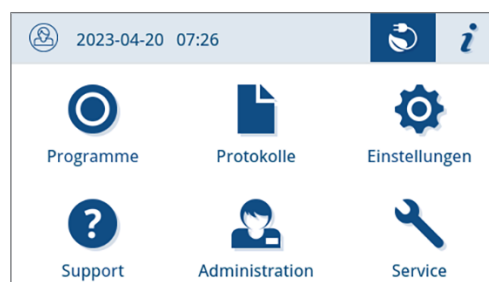 2023-04-20 07:26 i
Programme Protokolle Einstellungen
?
Support Administration Service